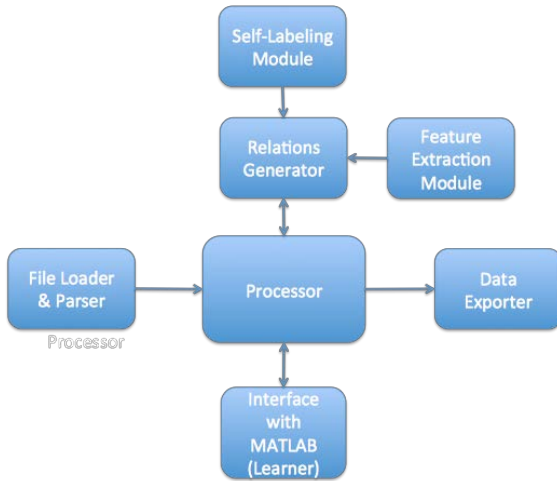 Self-Labeling
Module
Relations
Generator
Feature
Extraction
Module
File Loader
& Parser
Processor
Data
Exporter
Processor
Interface
with
MATLAB
(Learner)